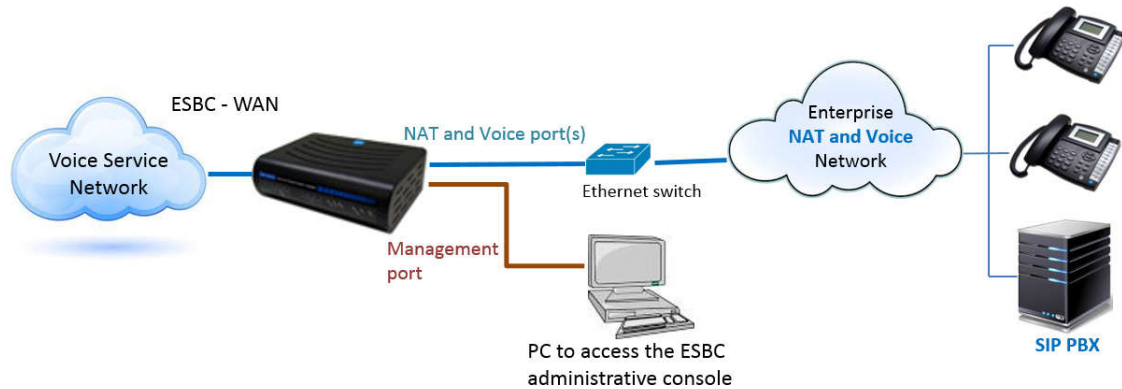 ESBC - WAN
Voice Service
Network
NAT and Voice port(s)
Ethernet switch
Management
port
PC to access the ESBC
administrative console
Enterprise
NAT and Voice
Network
SIP PBX